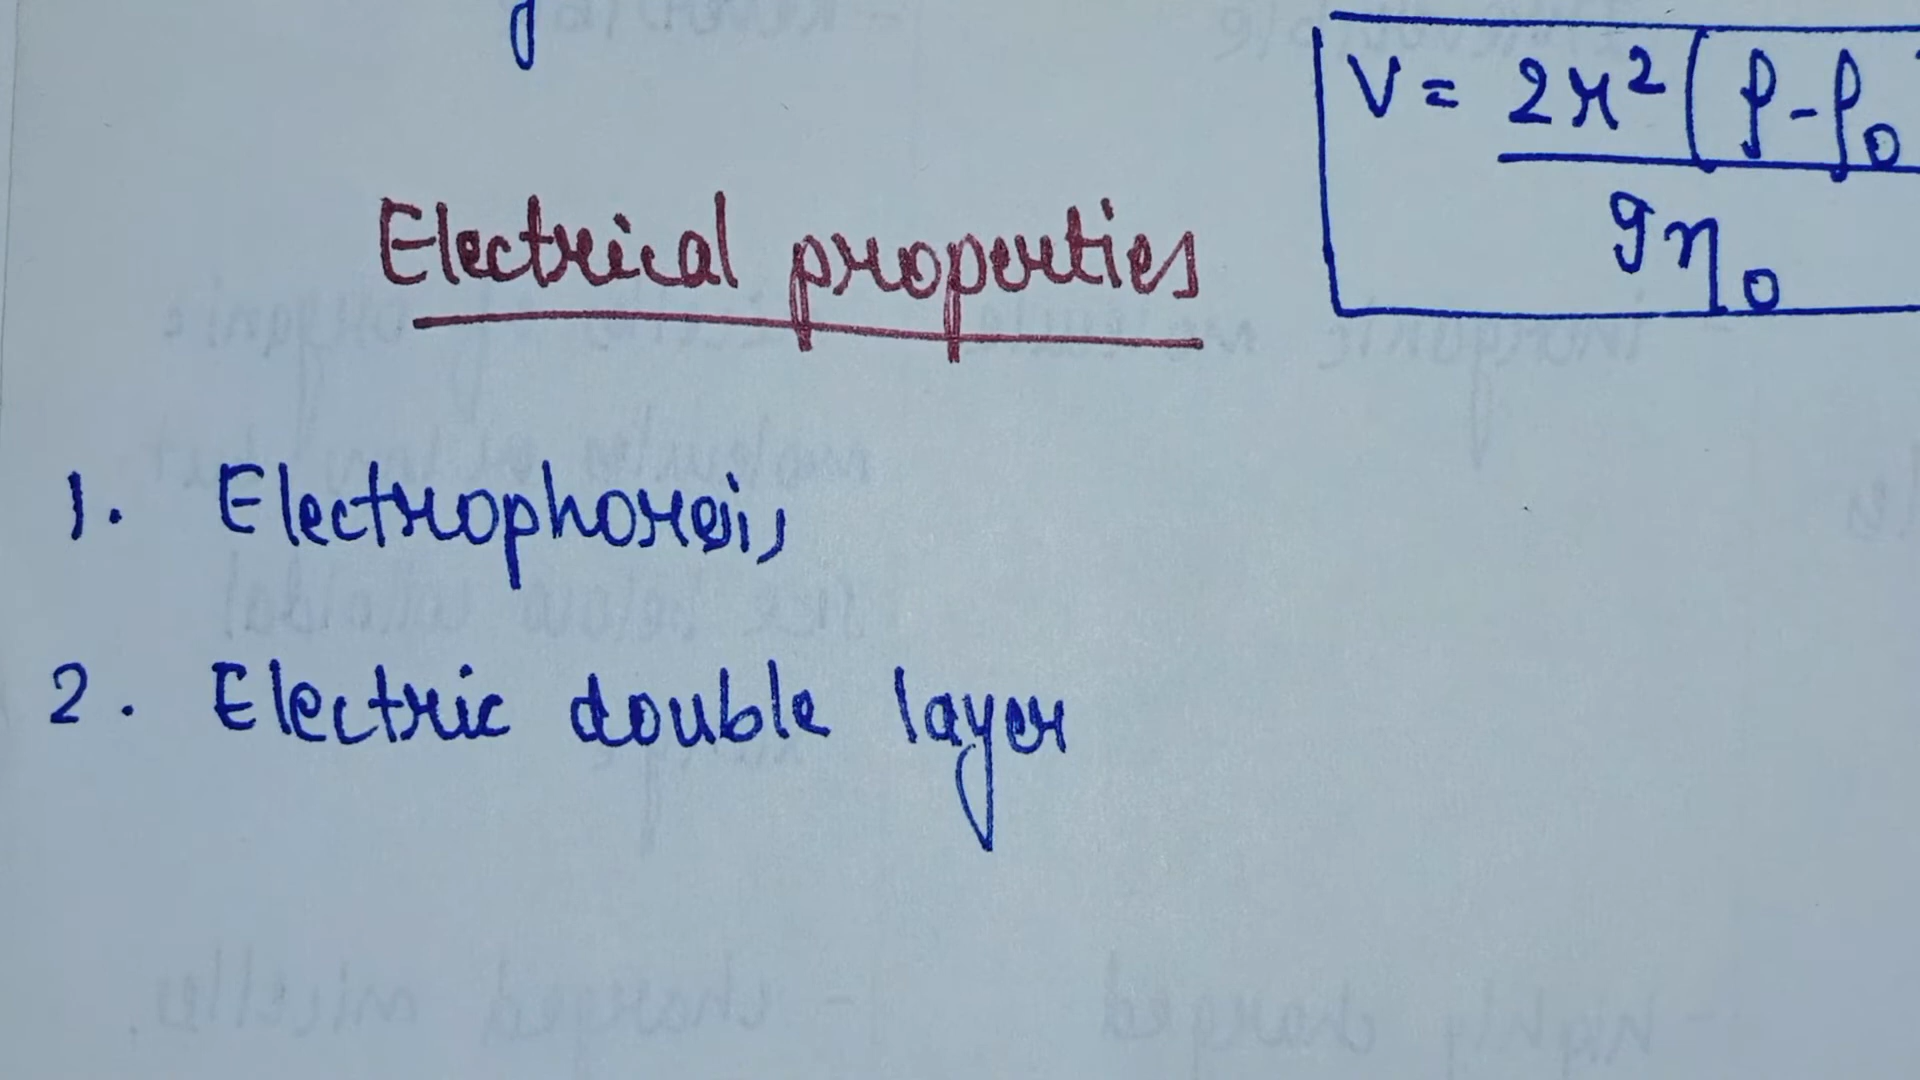 V = 2r²(ρ-ρ₀
9η₀
Electrical properties
1. Electrophoresis
2. Electric double layer